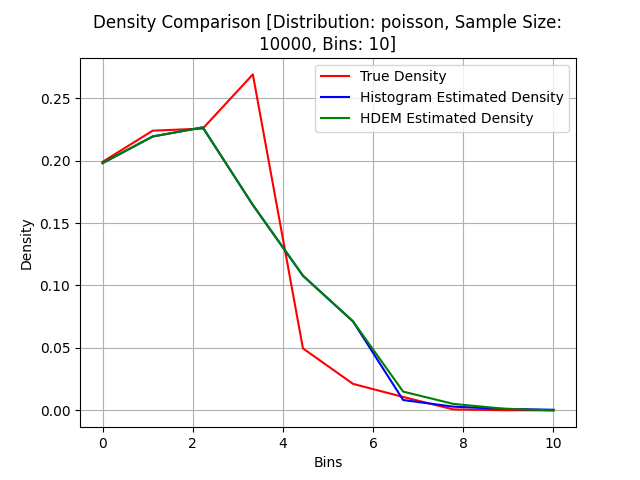 Density Comparison [Distribution: poisson, Sample Size:
10000, Bins: 10]
True Density
Histogram Estimated Density
HDEM Estimated Density
Density
0.25
0.20
0.15
0.10
0.05
0.00
0 2 4 6 8 10
Bins